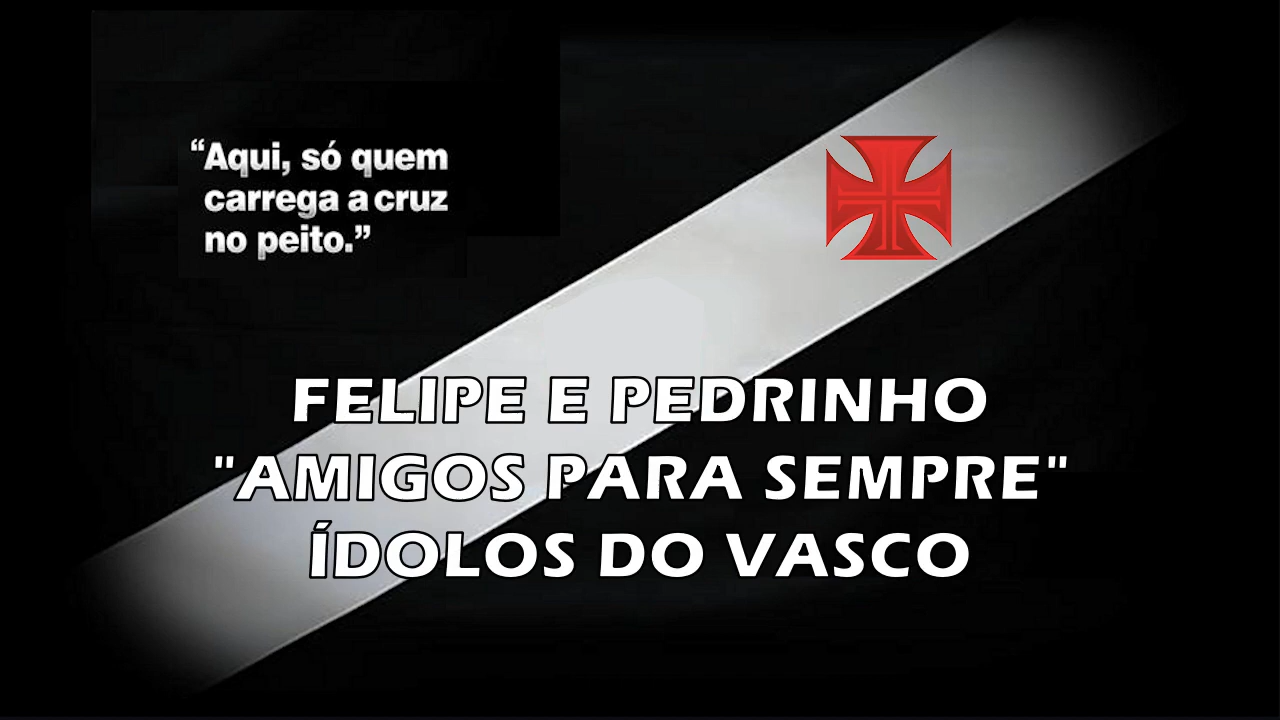 “Aqui, só quem
carrega a cruz
no peito.”
FELIPE E PEDRINHO
"AMIGOS PARA SEMPRE"
ÍDOLOS DO VASCO